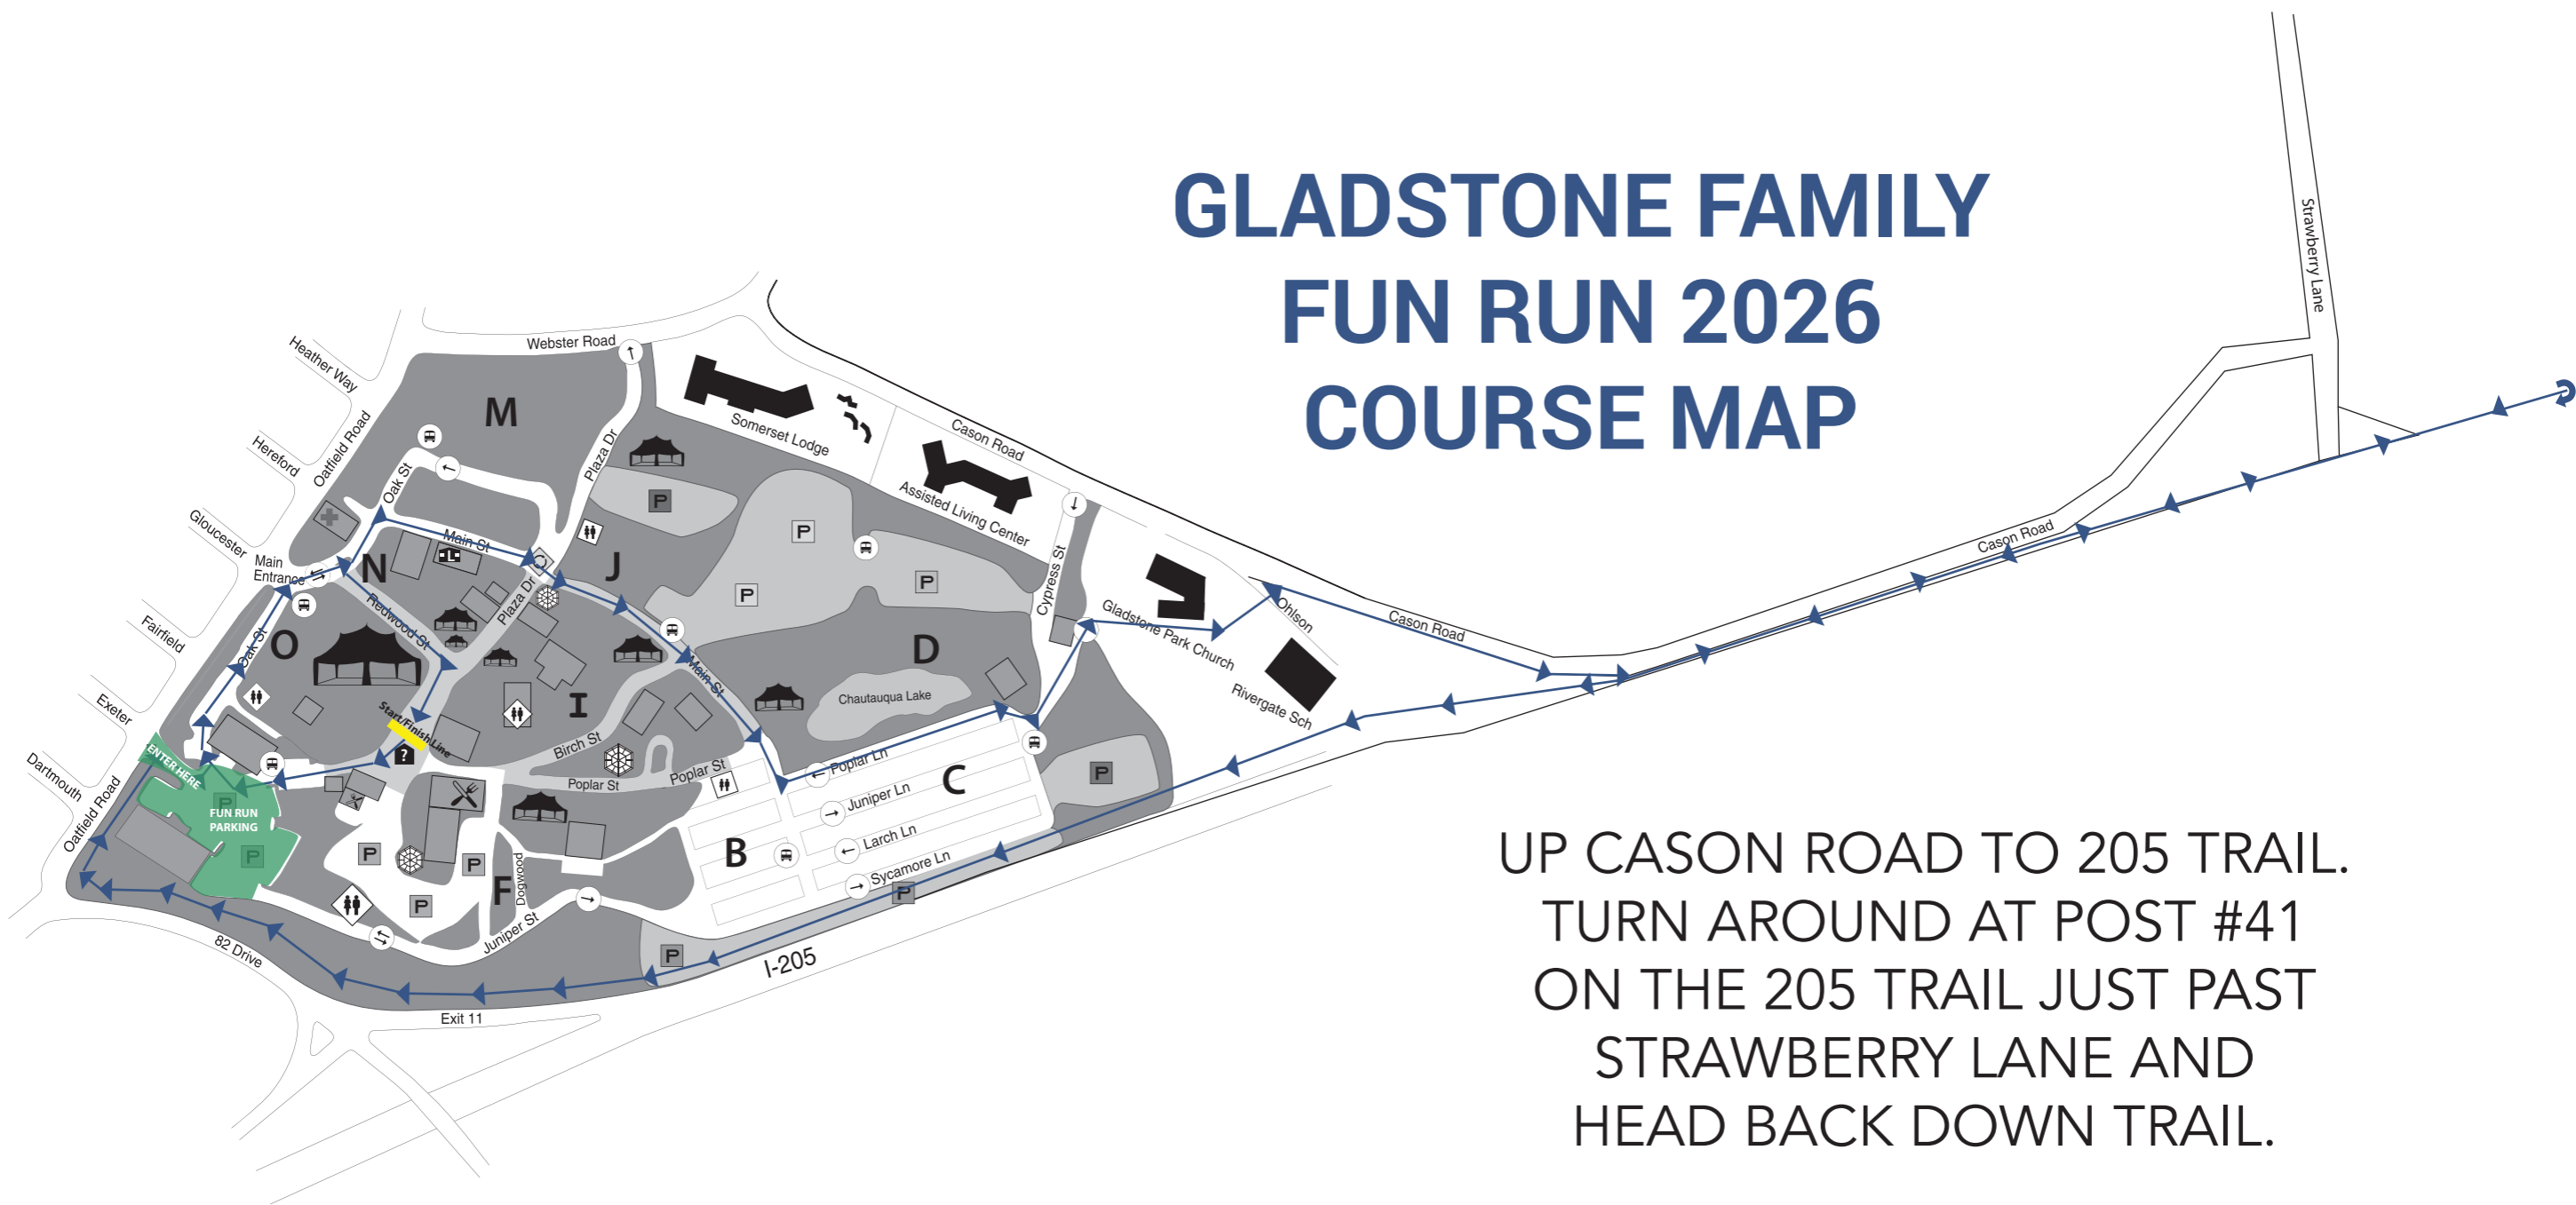 GLADSTONE FAMILY
FUN RUN 2026
COURSE MAP
Strawberry Lane
Webster Road
Heather Way
Hereford
Oatfield Road
Gloucester
Main
Entrance
Fairfield
Exeter
Dartmouth
Oatfield Road
M
Oak St
Plaza Dr
Somerset Lodge
Cason Road
Assisted Living Center
P
P
P
P
J
N
L
Main St
Redwood St
Plaza Dr
O
Oak St
Cypress St
Gladstone Park Church
Ohlson
Rivergate Sch
Cason Road
Cason Road
D
Chautauqua Lake
Main St
I
Start/Finish Line
?
Birch St
Poplar St
Poplar St
Poplar Ln
Juniper Ln
Larch Ln
Sycamore Ln
C
B
P
P
P
ENTER HERE
P
FUN RUN
PARKING
P
P
P
P
F
Dogwood
Juniper St
82 Drive
Exit 11
I-205
UP CASON ROAD TO 205 TRAIL.
TURN AROUND AT POST #41
ON THE 205 TRAIL JUST PAST
STRAWBERRY LANE AND
HEAD BACK DOWN TRAIL.